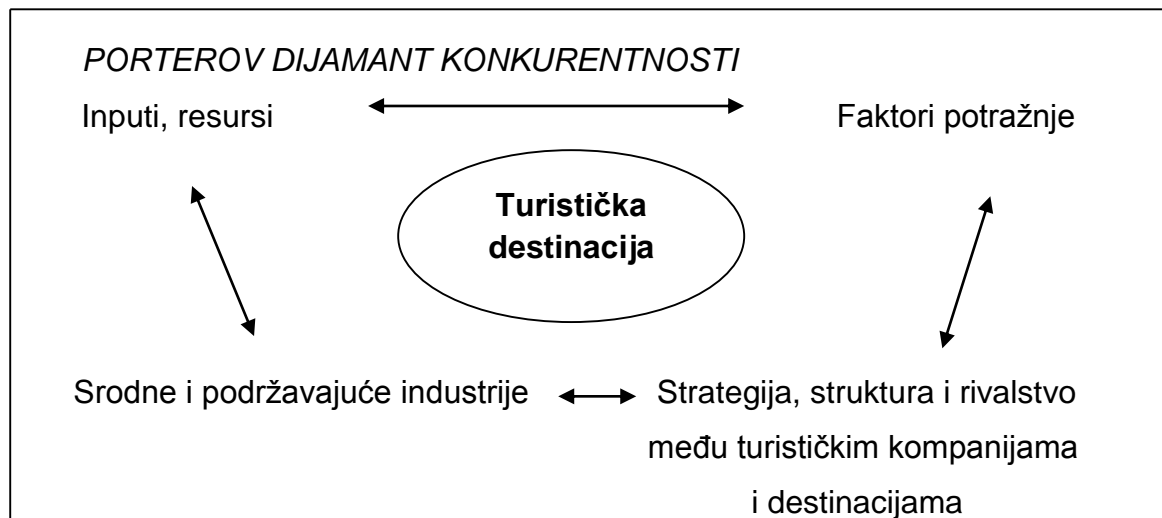 PORTEROV DIJAMANT KONKURENTNOSTI
Inputi, resursi
Faktori potražnje
Turistička
destinacija
Srodne i podržavajuće industrije
Strategija, struktura i rivalstvo
među turističkim kompanijama
i destinacijama